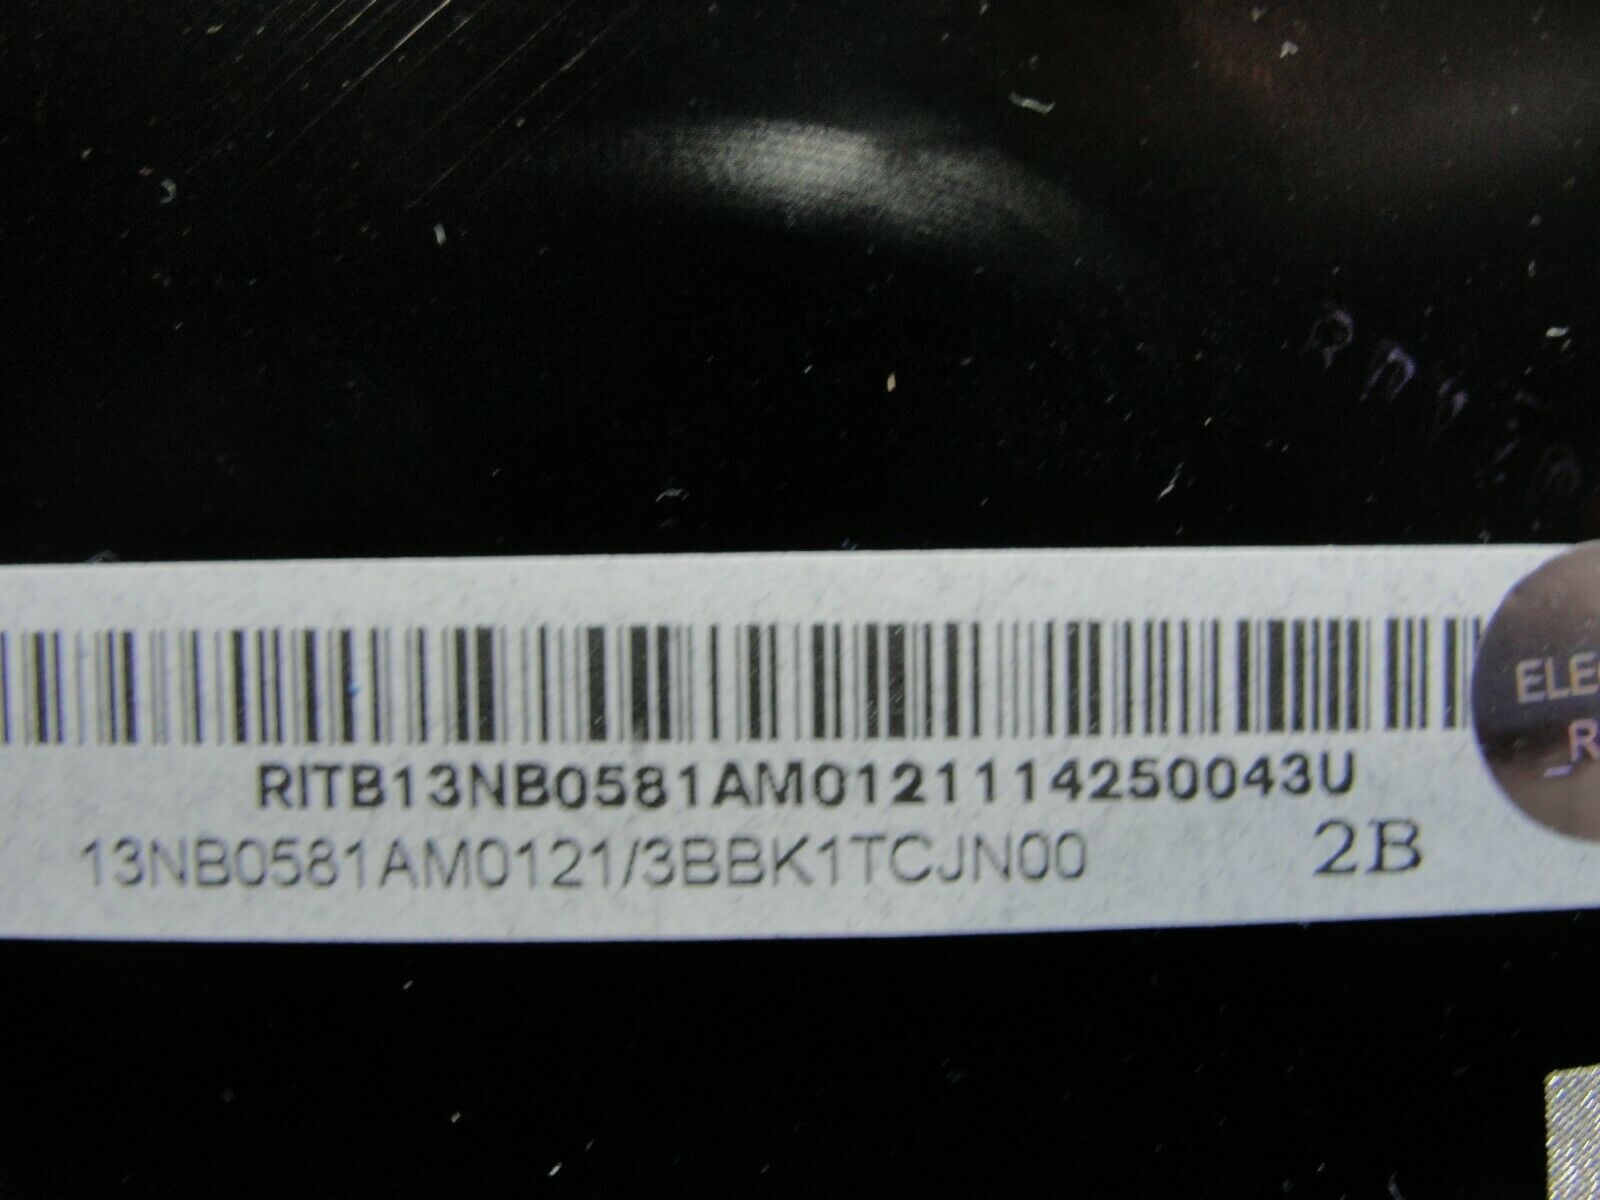 RITB13NB0581AM0121114250043U
13NB0581AM0121/3BBK1TCJN00
2B